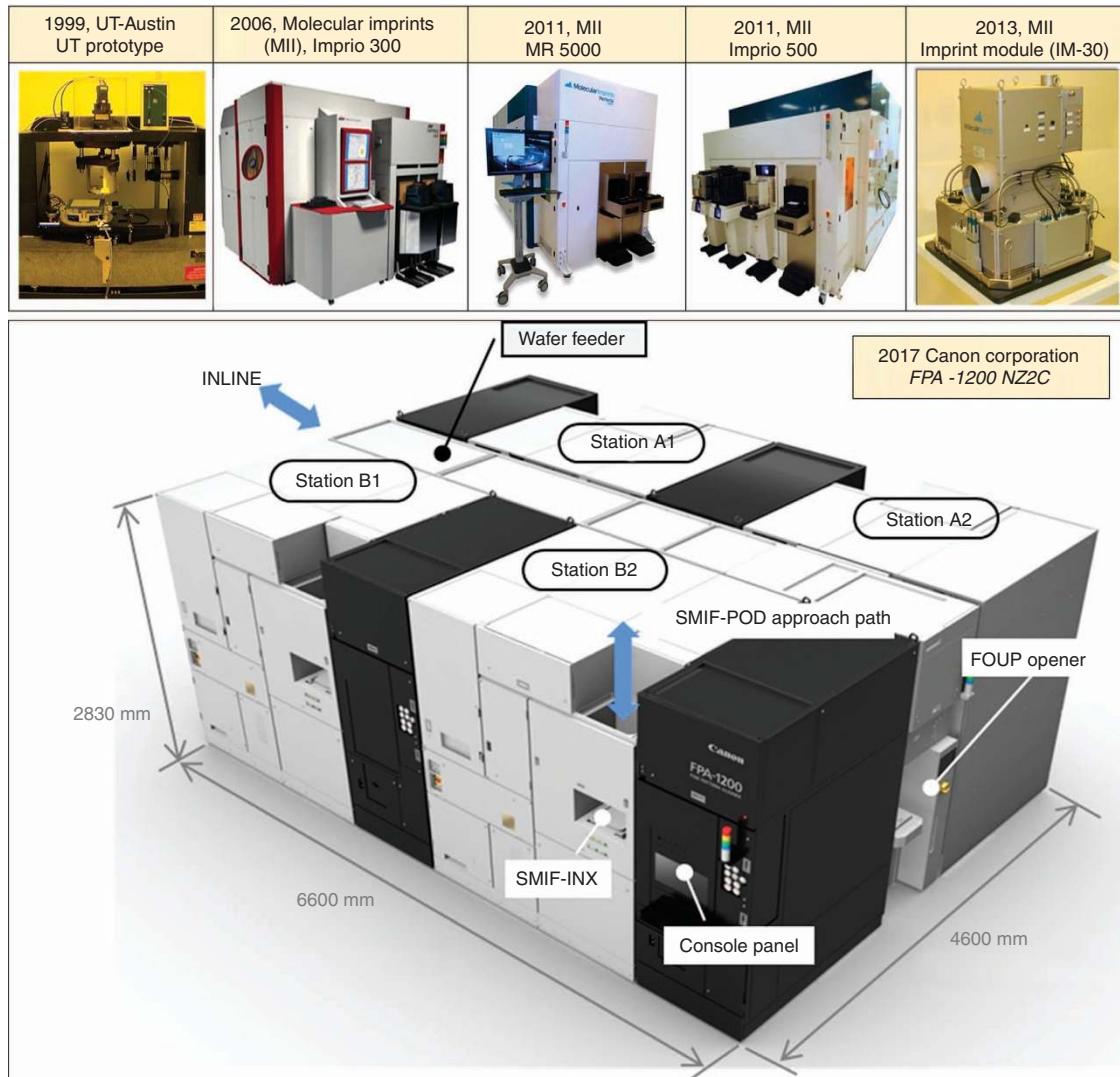 1999, UT-Austin
UT prototype
2006, Molecular imprints
(MII), Imprio 300
2011, MII
MR 5000
2011, MII
Imprio 500
2013, MII
Imprint module (IM-30)
MolecularImprints
Wafer feeder
2017 Canon corporation
FPA -1200 NZ2C
INLINE
Station A1
Station B1
Station A2
Station B2
SMIF-POD approach path
FOUP opener
2830 mm
Canon
FPA-1200
SMIF-INX
6600 mm
Console panel
4600 mm